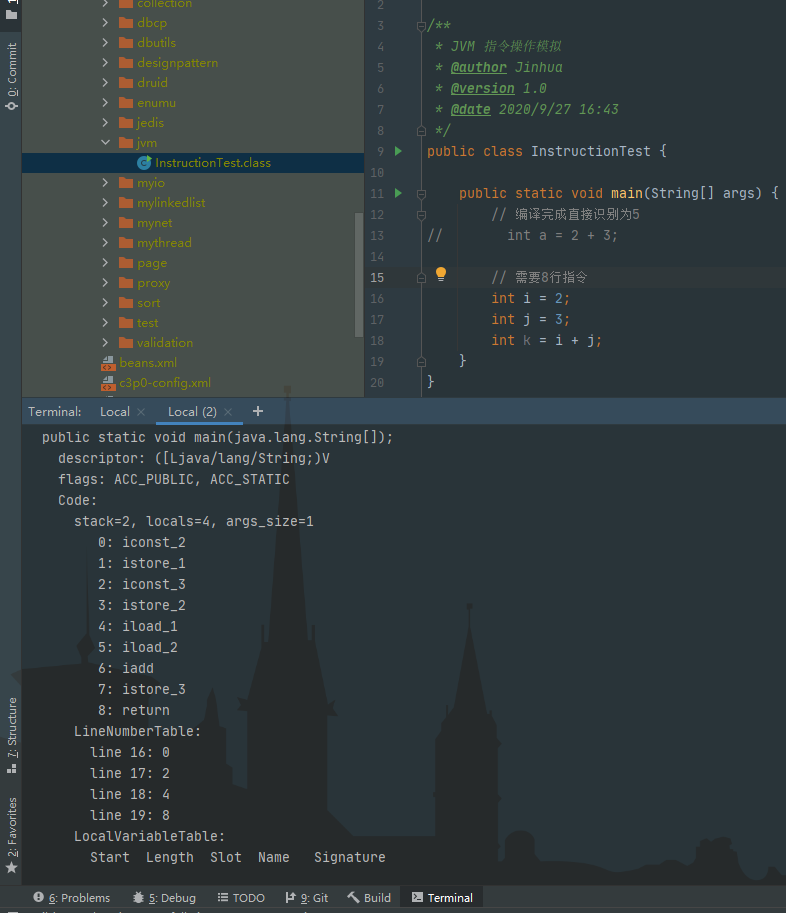 0: Commit
collection
dbcp
dbutils
designpattern
druid
enumu
jedis
jvm
InstructionTest.class
myio
mylinkedlist
mynet
mythread
page
proxy
sort
test
validation
beans.xml
c3p0-config.xml
2
3 /**
4 * JVM 指令操作模拟
5 * @author Jinhua
6 * @version 1.0
7 * @date 2020/9/27 16:43
8 */
9 public class InstructionTest {
10
11 public static void main(String[] args) {
12 // 编译完成直接识别为5
13 // int a = 2 + 3;
14
15 // 需要8行指令
16 int i = 2;
17 int j = 3;
18 int k = i + j;
19 }
20 }
Terminal: Local × Local (2) × +
public static void main(java.lang.String[]);
descriptor: ([Ljava/lang/String;)V
flags: ACC_PUBLIC, ACC_STATIC
Code:
stack=2, locals=4, args_size=1
0: iconst_2
1: istore_1
2: iconst_3
3: istore_2
4: iload_1
5: iload_2
6: iadd
7: istore_3
8: return
LineNumberTable:
line 16: 0
line 17: 2
line 18: 4
line 19: 8
LocalVariableTable:
Start Length Slot Name Signature
7: Structure
2: Favorites
6: Problems 5: Debug TODO 9: Git Build Terminal